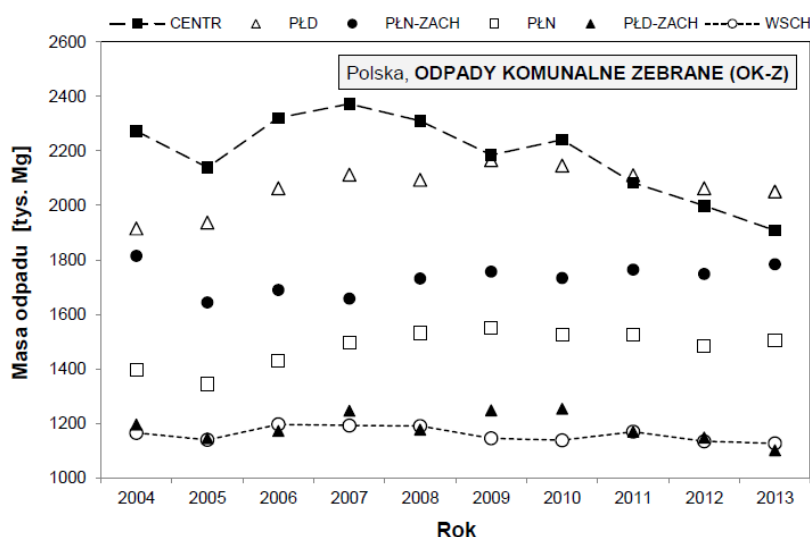 CENTR PŁD PŁN-ZACH PŁN PŁD-ZACH WSCH
Polska, ODPADY KOMUNALNE ZEBRANE (OK-Z)
Masa odpadu [tys. Mg]
2600
2400
2200
2000
1800
1600
1400
1200
1000
2004 2005 2006 2007 2008 2009 2010 2011 2012 2013
Rok